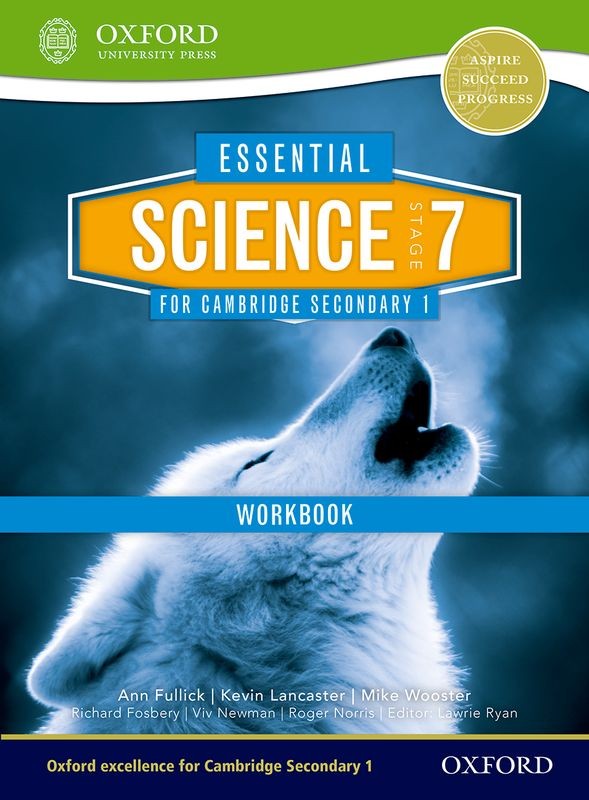 OXFORD
UNIVERSITY PRESS
ASPIRE
SUCCEED
PROGRESS
ESSENTIAL
SCIENCE STAGE 7
FOR CAMBRIDGE SECONDARY 1
WORKBOOK
Ann Fullick | Kevin Lancaster | Mike Wooster
Richard Fosbery | Viv Newman | Roger Norris | Editor: Lawrie Ryan
Oxford excellence for Cambridge Secondary 1
OXFORD